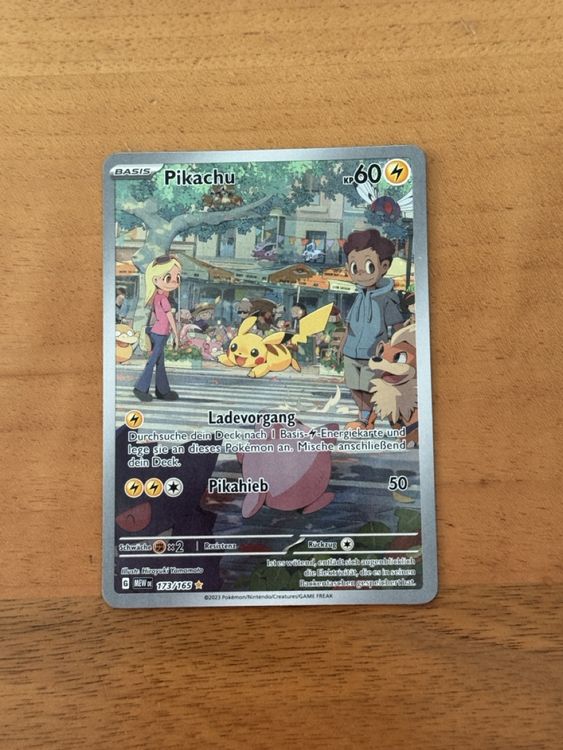 BASIS Pikachu KP60
Ladevorgang
Durchsuche dein Deck nach 1 Basis-Energiekarte und
lege sie an dieses Pokémon an. Mische anschließend
dein Deck.
Pikahieb 50
Schwäche ×2 Resistenz Rückzug
Illustr. Hiroyuki Yamamoto
G MEW DE 173/165
Ist es wütend, entlädt sich augenblicklich
die Elektrizität, die es in seinen
Backentaschen gespeichert hat.
©2023 Pokémon/Nintendo/Creatures/GAME FREAK